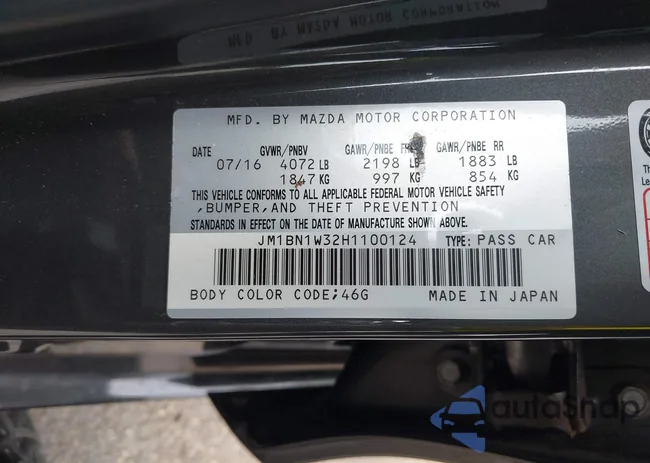 MFD. BY MAZDA MOTOR CORPORATION
DATE GVWR/PNBV GAWR/PNBE GAWR/PNBE RR
07/16 4072 LB 2198 LB 1883 LB
1847 KG 997 KG 854 KG
THIS VEHICLE CONFORMS TO ALL APPLICABLE FEDERAL MOTOR VEHICLE SAFETY
,BUMPER,AND THEFT PREVENTION
STANDARDS IN EFFECT ON THE DATE OF MANUFACTURE SHOWN ABOVE.
JM1BN1W32H1100124 TYPE: PASS CAR
BODY COLOR CODE;46G MADE IN JAPAN
autoSnap